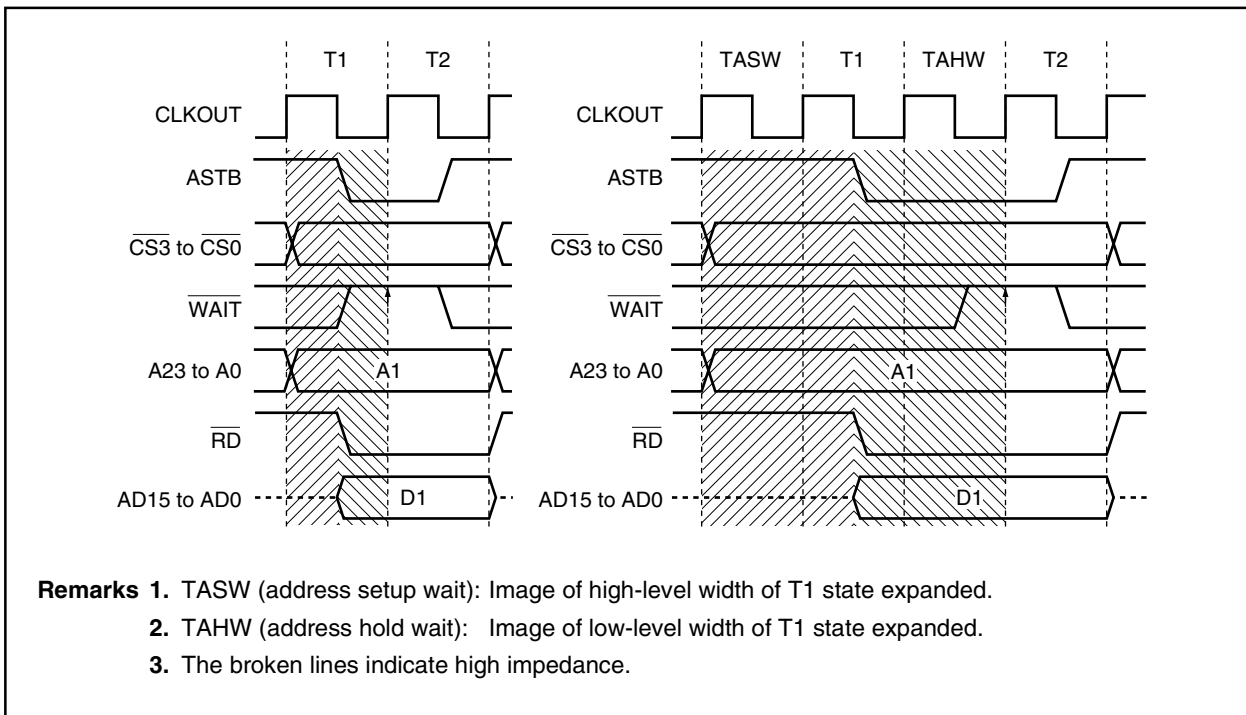 T1 T2 TASW T1 TAHW T2
CLKOUT CLKOUT
ASTB ASTB
CS3 to CS0 CS3 to CS0
WAIT WAIT
A23 to A0 A1 A23 to A0 A1
RD RD
AD15 to AD0 D1 AD15 to AD0 D1
Remarks 1. TASW (address setup wait): Image of high-level width of T1 state expanded.
2. TAHW (address hold wait): Image of low-level width of T1 state expanded.
3. The broken lines indicate high impedance.